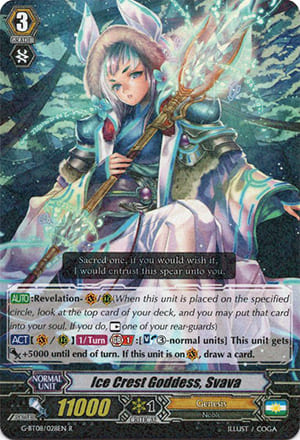 3
GRADE
Sacred one, if you would wish it,
I would entrust this spear unto you.
AUTO :Revelation- / (When this unit is placed on the specified
circle, look at the top card of your deck, and you may put that card
into your soul. If you do, one of your rear-guards)
ACT [ / ] 1/Turn 1 :[ -normal units] This unit gets
+5000 until end of turn. If this unit is on , draw a card.
NORMAL
UNIT
Ice Crest Goddess, Svava
POWER
11000
1
CRITICAL
Genesis
Noble
G-BT08/028EN R
ILLUST / COGA